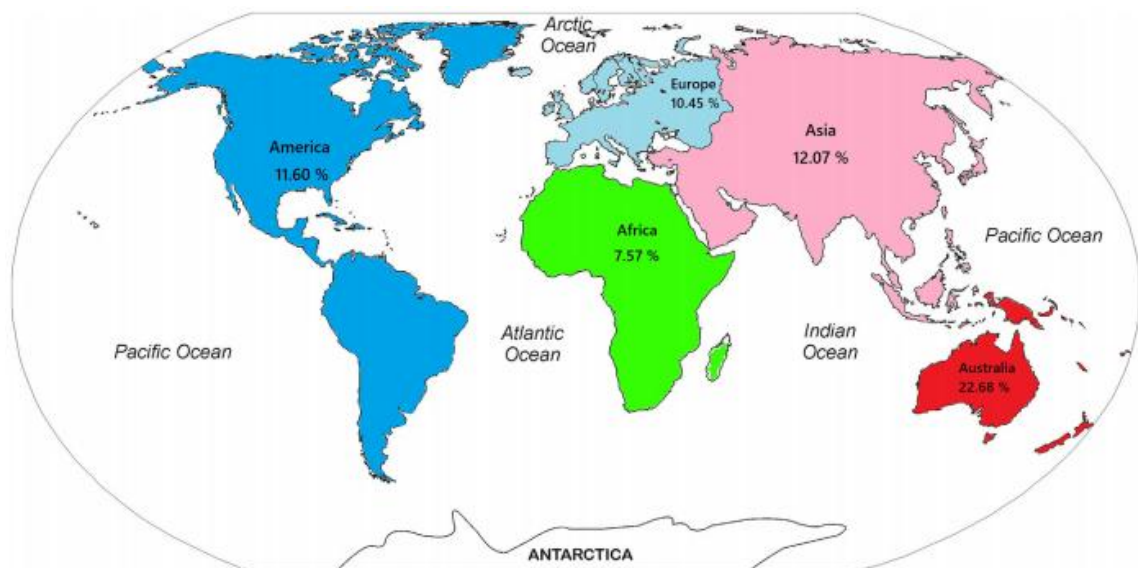 Arctic
Ocean
Europe
10.45 %
America
11.60 %
Asia
12.07 %
Africa
7.57 %
Pacific Ocean
Pacific Ocean
Atlantic
Ocean
Indian
Ocean
Australia
22.68 %
ANTARCTICA